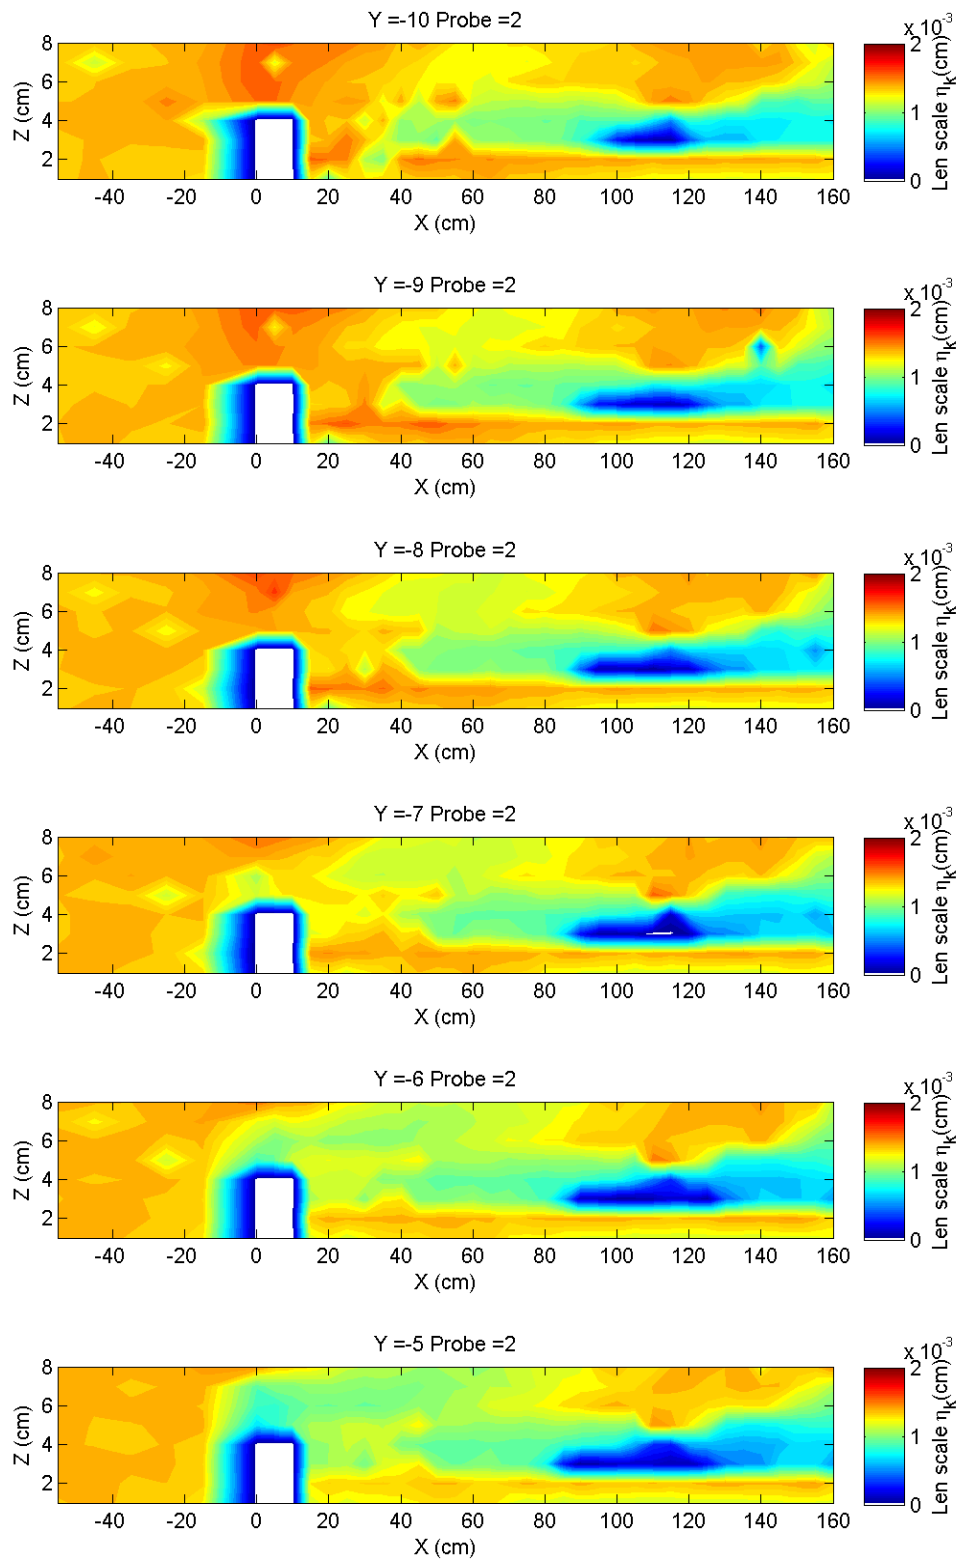 Y =-10 Probe =2
x 10^-3
8
6
4
2
Z (cm)
-40 -20 0 20 40 60 80 100 120 140 160
X (cm)
2
1
0
Len scale η_k(cm)
Y =-9 Probe =2
x 10^-3
8
6
4
2
Z (cm)
-40 -20 0 20 40 60 80 100 120 140 160
X (cm)
2
1
0
Len scale η_k(cm)
Y =-8 Probe =2
x 10^-3
8
6
4
2
Z (cm)
-40 -20 0 20 40 60 80 100 120 140 160
X (cm)
2
1
0
Len scale η_k(cm)
Y =-7 Probe =2
x 10^-3
8
6
4
2
Z (cm)
-40 -20 0 20 40 60 80 100 120 140 160
X (cm)
2
1
0
Len scale η_k(cm)
Y =-6 Probe =2
x 10^-3
8
6
4
2
Z (cm)
-40 -20 0 20 40 60 80 100 120 140 160
X (cm)
2
1
0
Len scale η_k(cm)
Y =-5 Probe =2
x 10^-3
8
6
4
2
Z (cm)
-40 -20 0 20 40 60 80 100 120 140 160
X (cm)
2
1
0
Len scale η_k(cm)